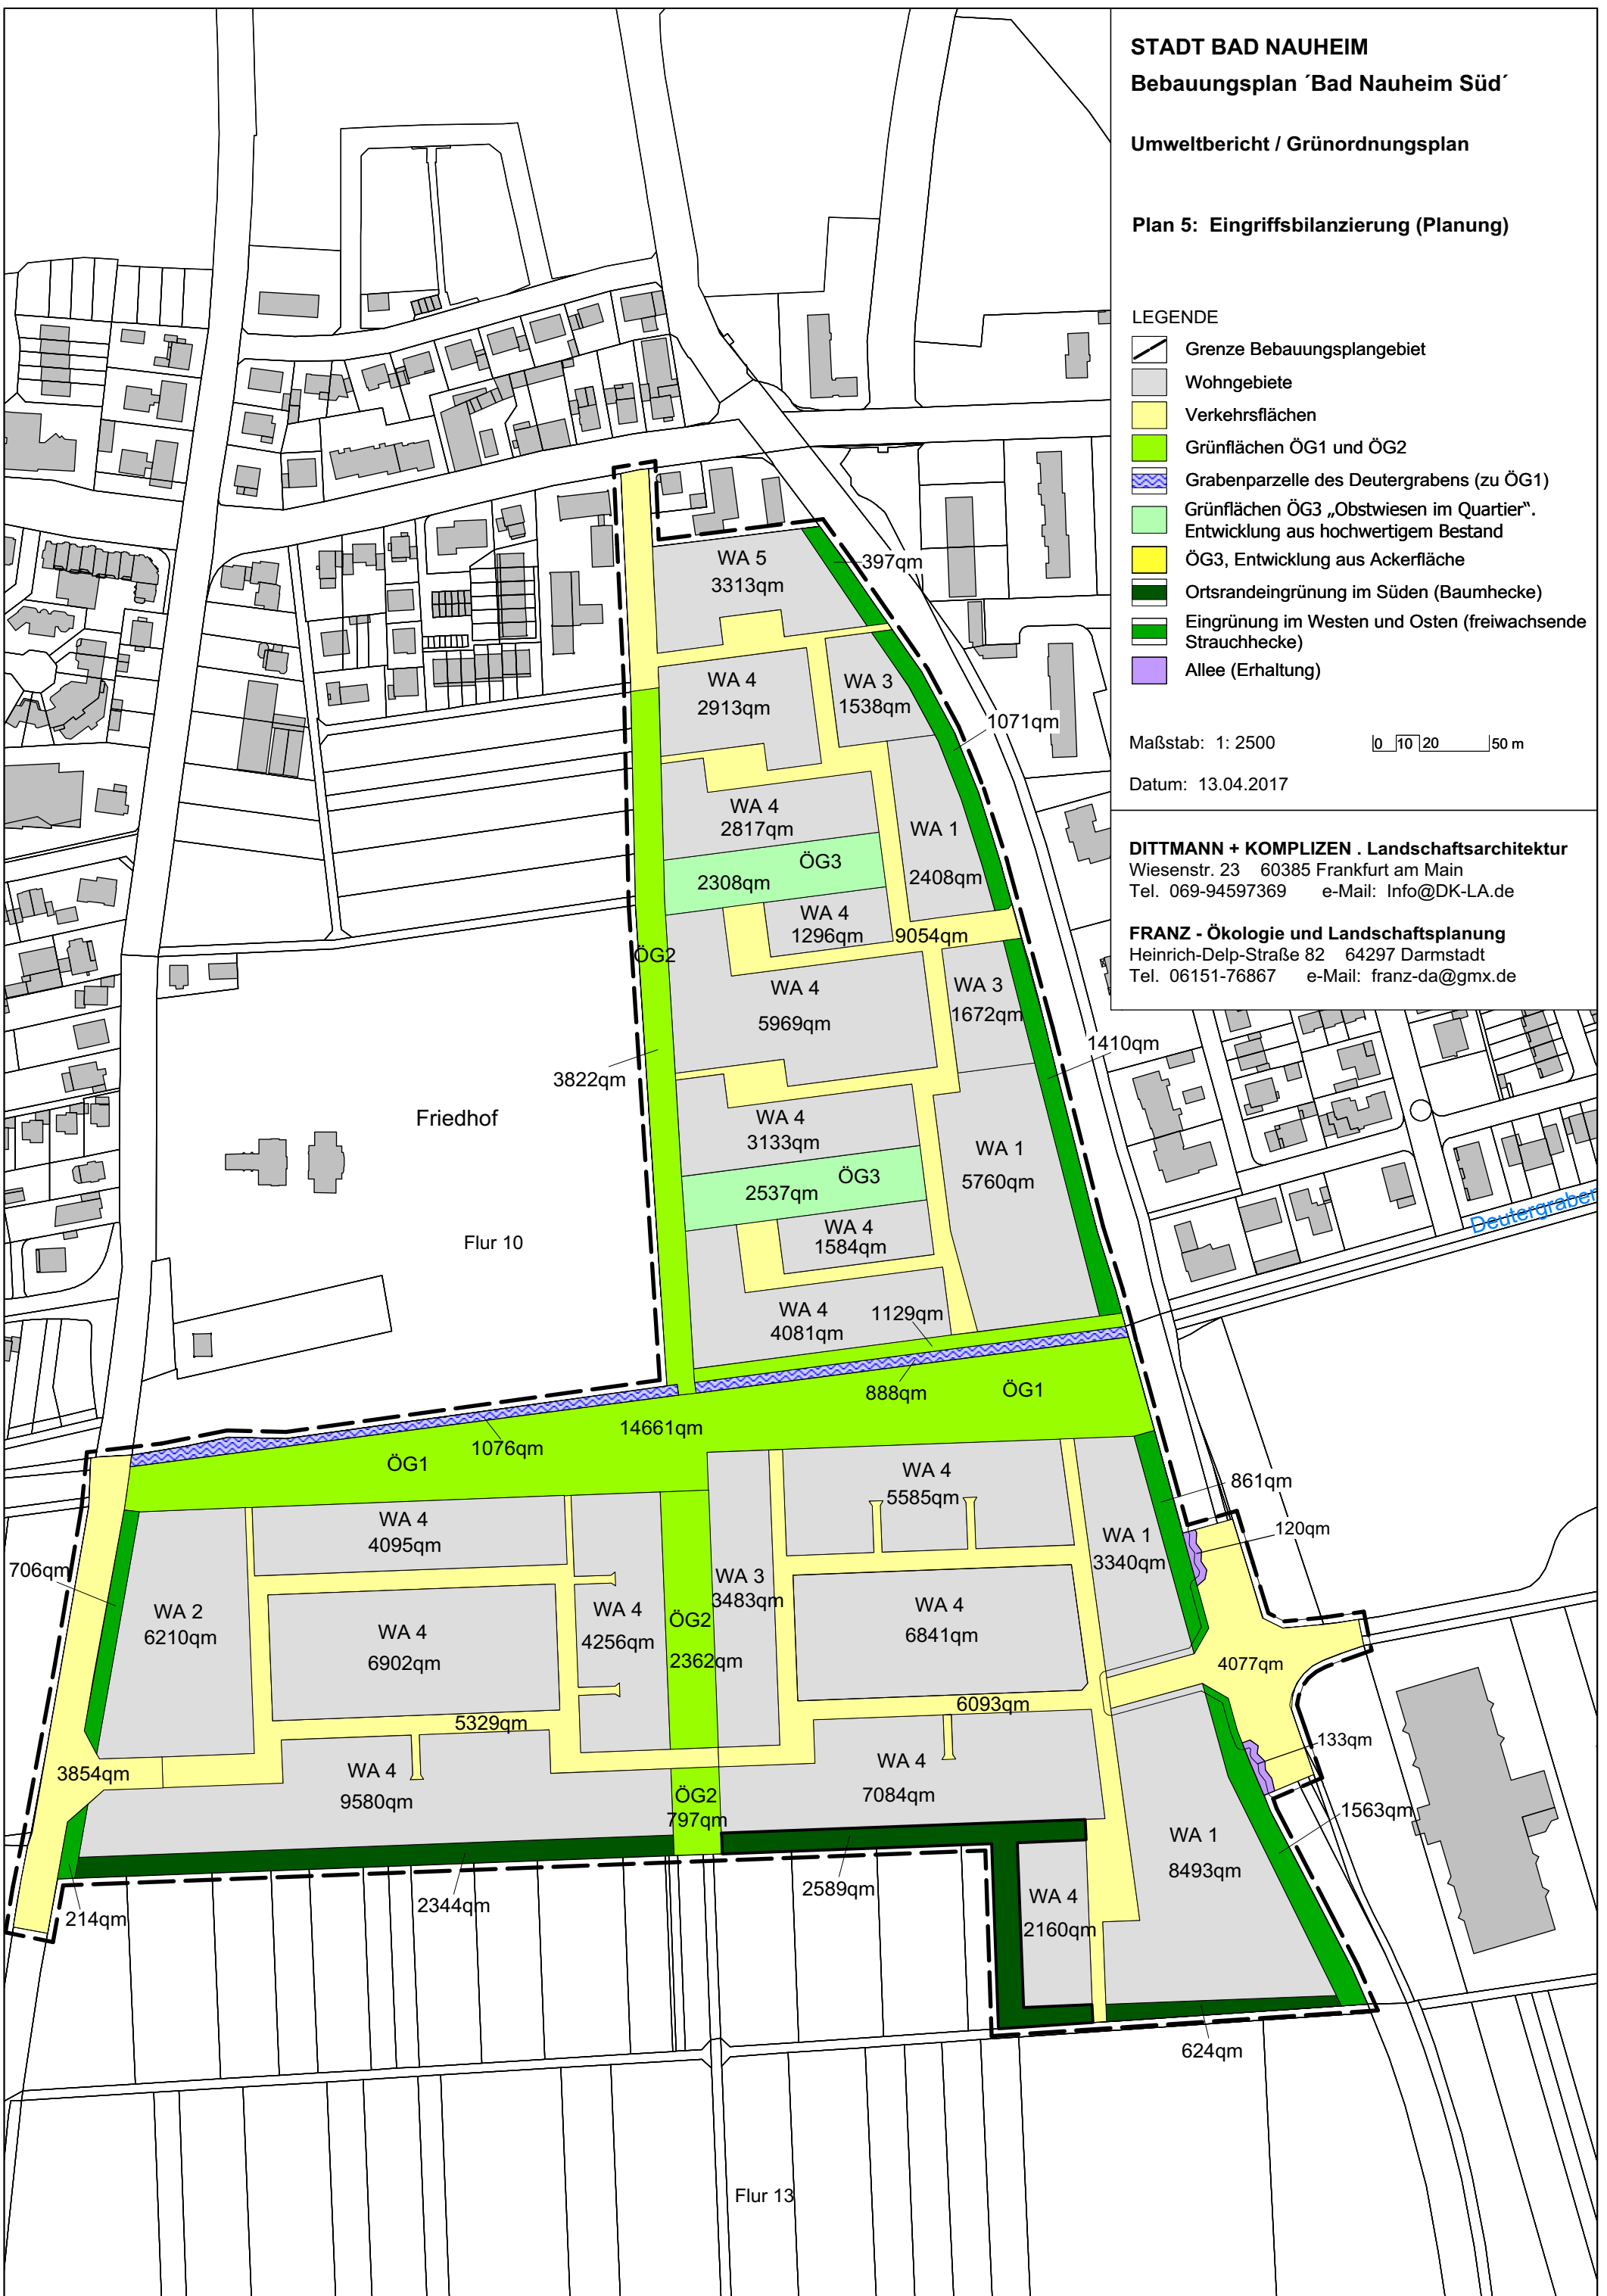 STADT BAD NAUHEIM
Bebauungsplan ´Bad Nauheim Süd´
Umweltbericht / Grünordnungsplan
Plan 5: Eingriffsbilanzierung (Planung)
LEGENDE
Grenze Bebauungsplangebiet
Wohngebiete
Verkehrsflächen
Grünflächen ÖG1 und ÖG2
Grabenparzelle des Deutergrabens (zu ÖG1)
Grünflächen ÖG3 „Obstwiesen im Quartier“.
Entwicklung aus hochwertigem Bestand
ÖG3, Entwicklung aus Ackerfläche
Ortsrandeingrünung im Süden (Baumhecke)
Eingrünung im Westen und Osten (freiwachsende
Strauchhecke)
Allee (Erhaltung)
Maßstab: 1: 2500
0 10 20 50 m
Datum: 13.04.2017
DITTMANN + KOMPLIZEN . Landschaftsarchitektur
Wiesenstr. 23 60385 Frankfurt am Main
Tel. 069-94597369 e-Mail: Info@DK-LA.de
FRANZ - Ökologie und Landschaftsplanung
Heinrich-Delp-Straße 82 64297 Darmstadt
Tel. 06151-76867 e-Mail: franz-da@gmx.de
WA 5
3313qm
397qm
WA 4
2913qm
WA 3
1538qm
1071qm
WA 4
2817qm
WA 1
2408qm
ÖG3
2308qm
WA 4
1296qm
9054qm
ÖG2
WA 4
5969qm
WA 3
1672qm
1410qm
3822qm
Friedhof
WA 4
3133qm
WA 1
5760qm
ÖG3
2537qm
Deutergraben
Flur 10
WA 4
1584qm
WA 4
4081qm
1129qm
888qm
ÖG1
14661qm
1076qm
ÖG1
WA 4
5585qm
861qm
120qm
WA 4
4095qm
WA 1
3340qm
706qm
WA 2
6210qm
WA 3
3483qm
WA 4
4256qm
ÖG2
2362qm
WA 4
6841qm
WA 4
6902qm
4077qm
6093qm
5329qm
133qm
3854qm
WA 4
9580qm
WA 4
7084qm
ÖG2
797qm
1563qm
WA 1
8493qm
2589qm
WA 4
2160qm
2344qm
214qm
624qm
Flur 13